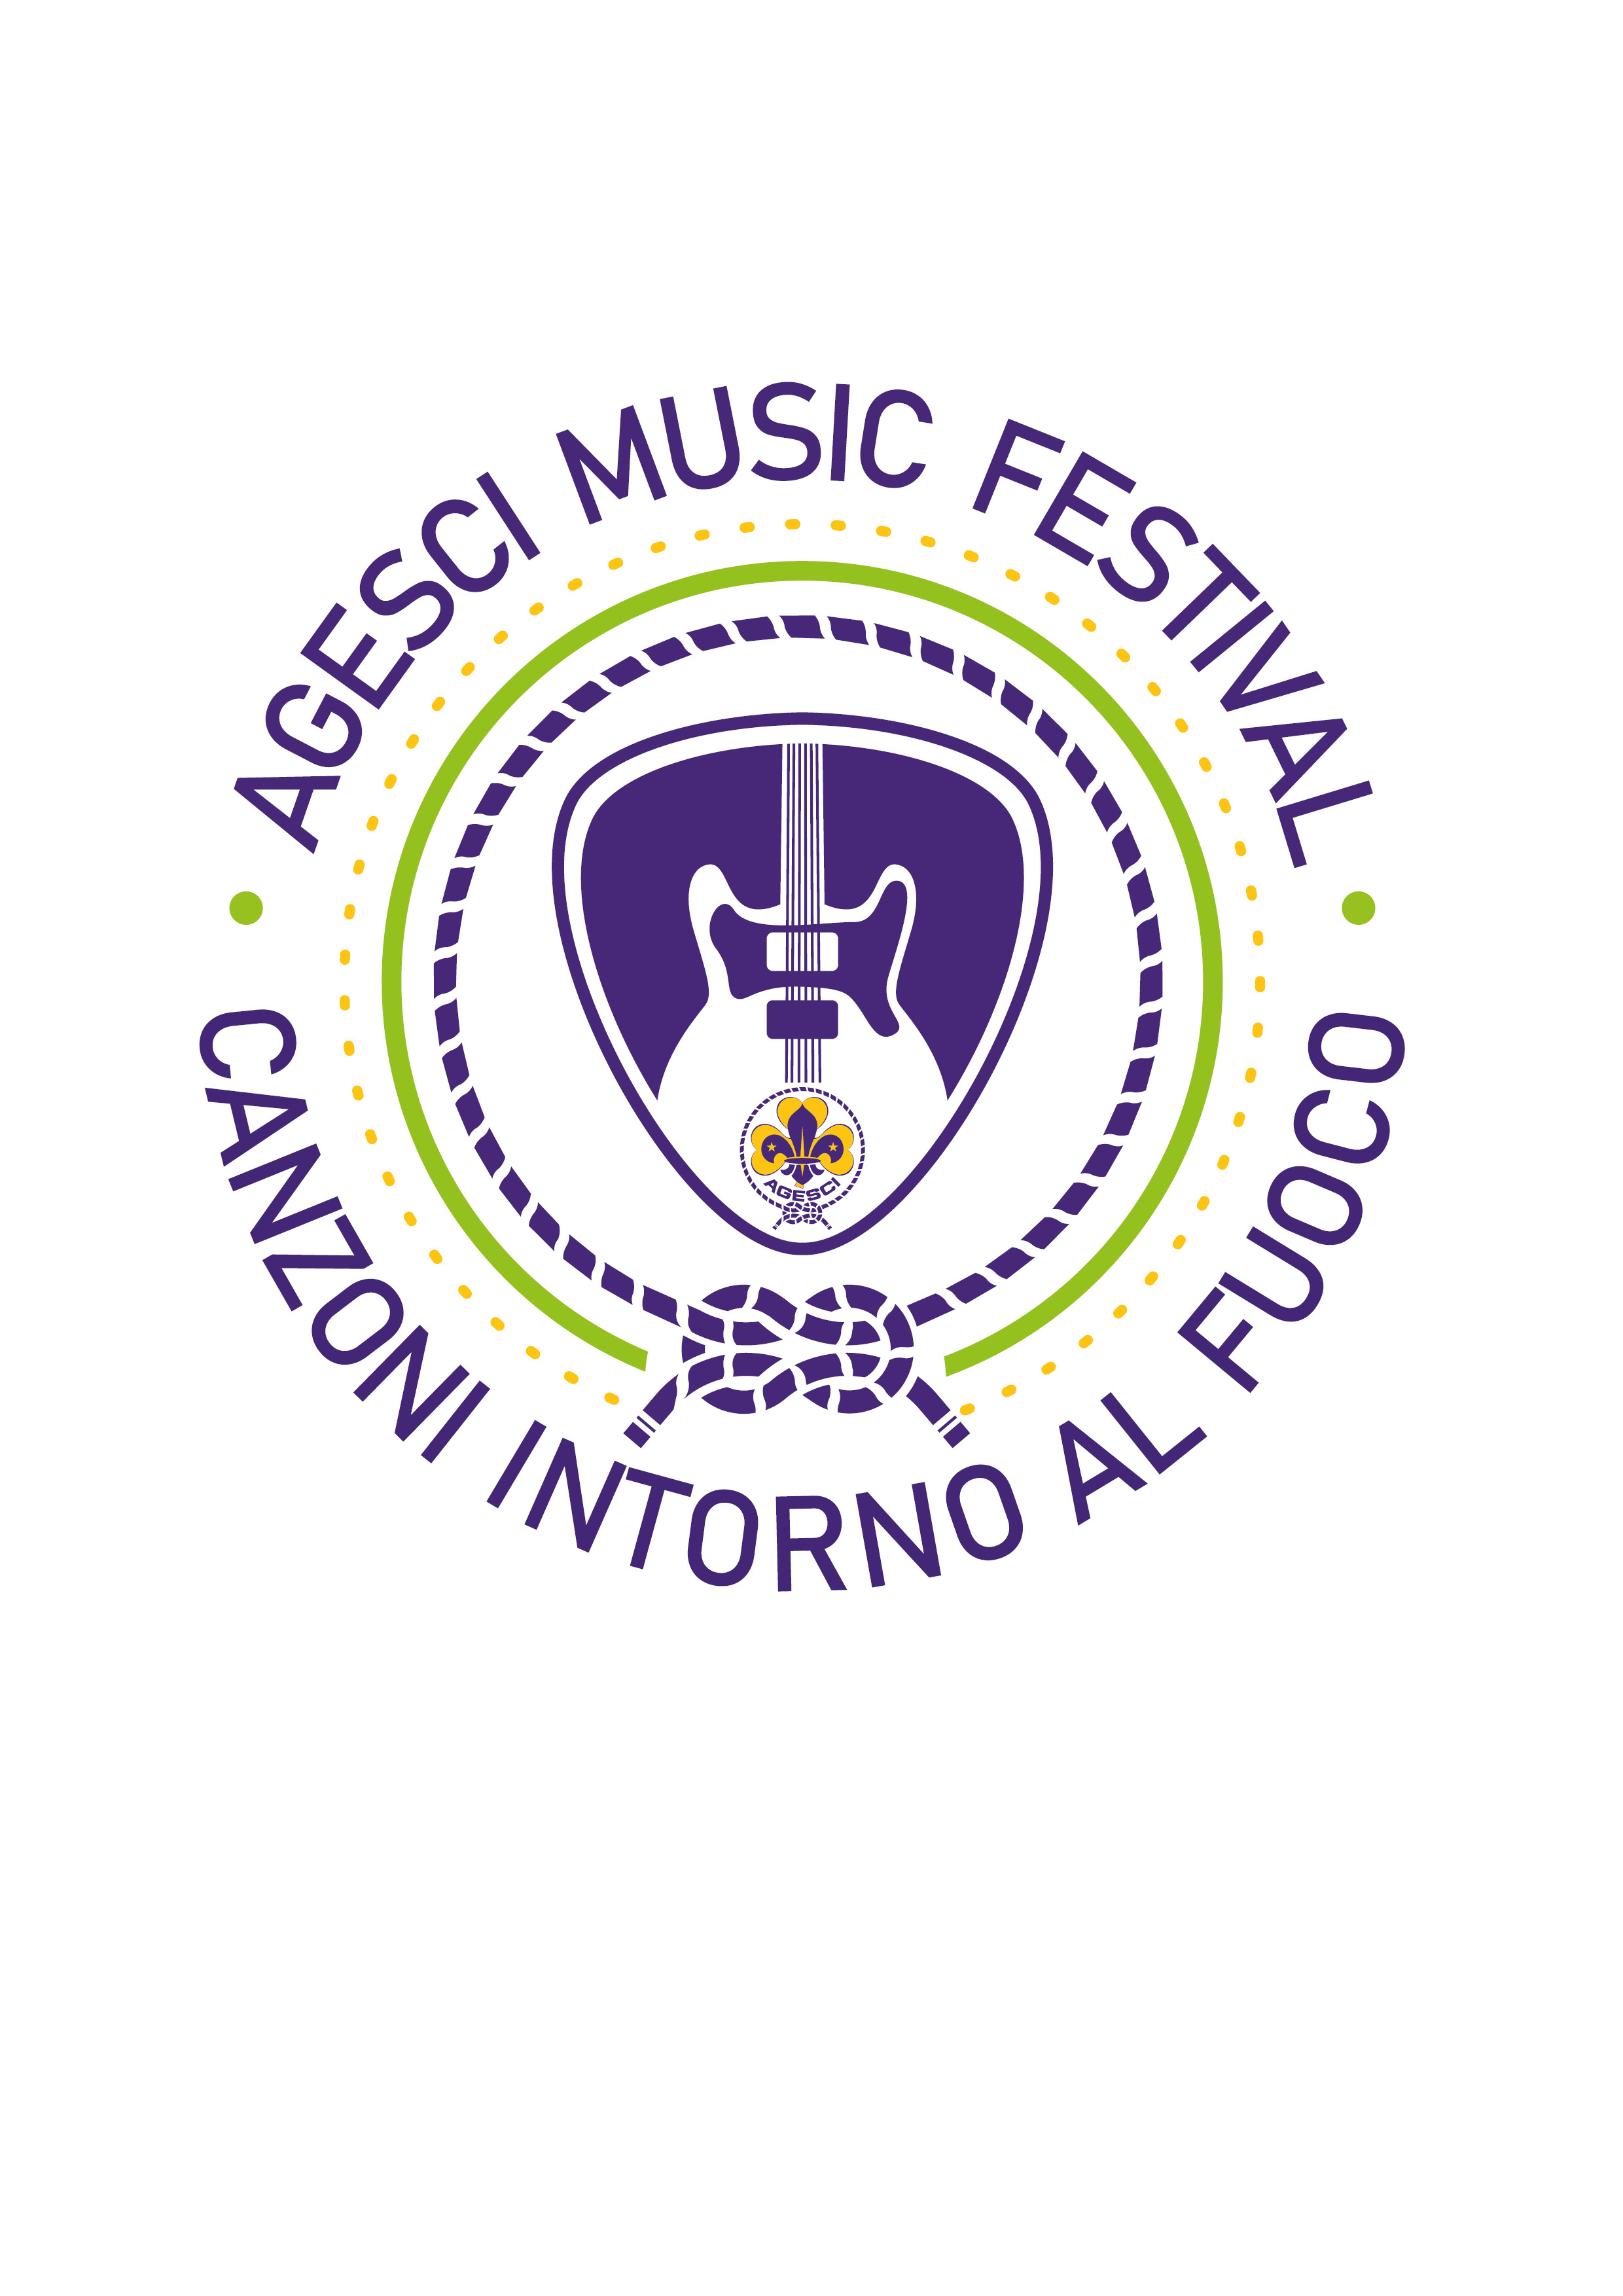 AGESCI MUSIC FESTIVAL
AGESCI
CANZONI INTORNO AL FUOCO